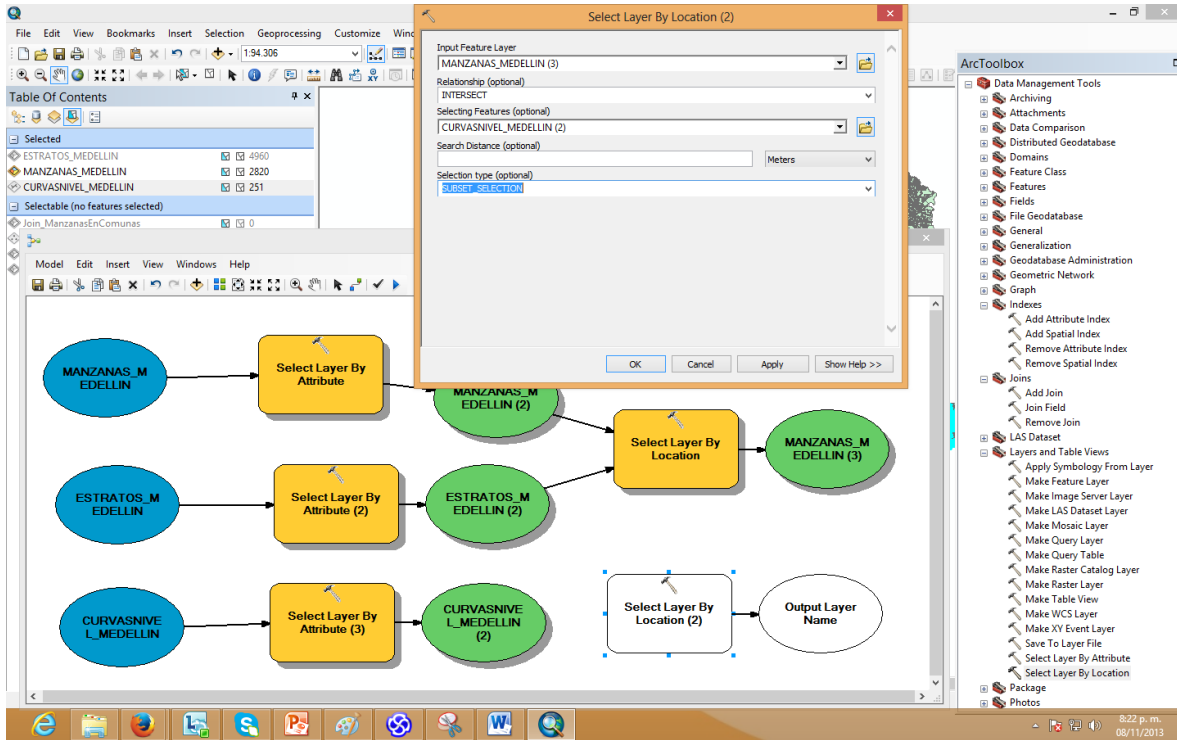 Select Layer By Location (2)
File Edit View Bookmarks Insert Selection Geoprocessing Customize
1:94.306
Table Of Contents
Selected
ESTRATOS_MEDELLIN 4960
MANZANAS_MEDELLIN 2820
CURVASNIVEL_MEDELLIN 251
Selectable (no features selected)
Join_ManzanasEnComunas 0
Input Feature Layer
MANZANAS_MEDELLIN (3)
Relationship (optional)
INTERSECT
Selecting Features (optional)
CURVASNIVEL_MEDELLIN (2)
Search Distance (optional)
Meters
Selection type (optional)
SUBSET_SELECTION
OK Cancel Apply Show Help >>
Model Edit Insert View Windows Help
MANZANAS_M
EDELLIN
Select Layer By
Attribute
MANZANAS_M
EDELLIN (2)
Select Layer By
Location
MANZANAS_M
EDELLIN (3)
ESTRATOS_M
EDELLIN
Select Layer By
Attribute (2)
ESTRATOS_M
EDELLIN (2)
CURVASNIVE
L_MEDELLIN
Select Layer By
Attribute (3)
CURVASNIVE
L_MEDELLIN
(2)
Select Layer By
Location (2)
Output Layer
Name
ArcToolbox
Data Management Tools
Archiving
Attachments
Data Comparison
Distributed Geodatabase
Domains
Feature Class
Features
Fields
File Geodatabase
General
Generalization
Geodatabase Administration
Geometric Network
Graph
Indexes
Add Attribute Index
Add Spatial Index
Remove Attribute Index
Remove Spatial Index
Joins
Add Join
Join Field
Remove Join
LAS Dataset
Layers and Table Views
Apply Symbology From Layer
Make Feature Layer
Make Image Server Layer
Make LAS Dataset Layer
Make Mosaic Layer
Make Query Layer
Make Query Table
Make Raster Catalog Layer
Make Raster Layer
Make Table View
Make WCS Layer
Make XY Event Layer
Save To Layer File
Select Layer By Attribute
Select Layer By Location
Package
Photos
8:22 p. m.
08/11/2013